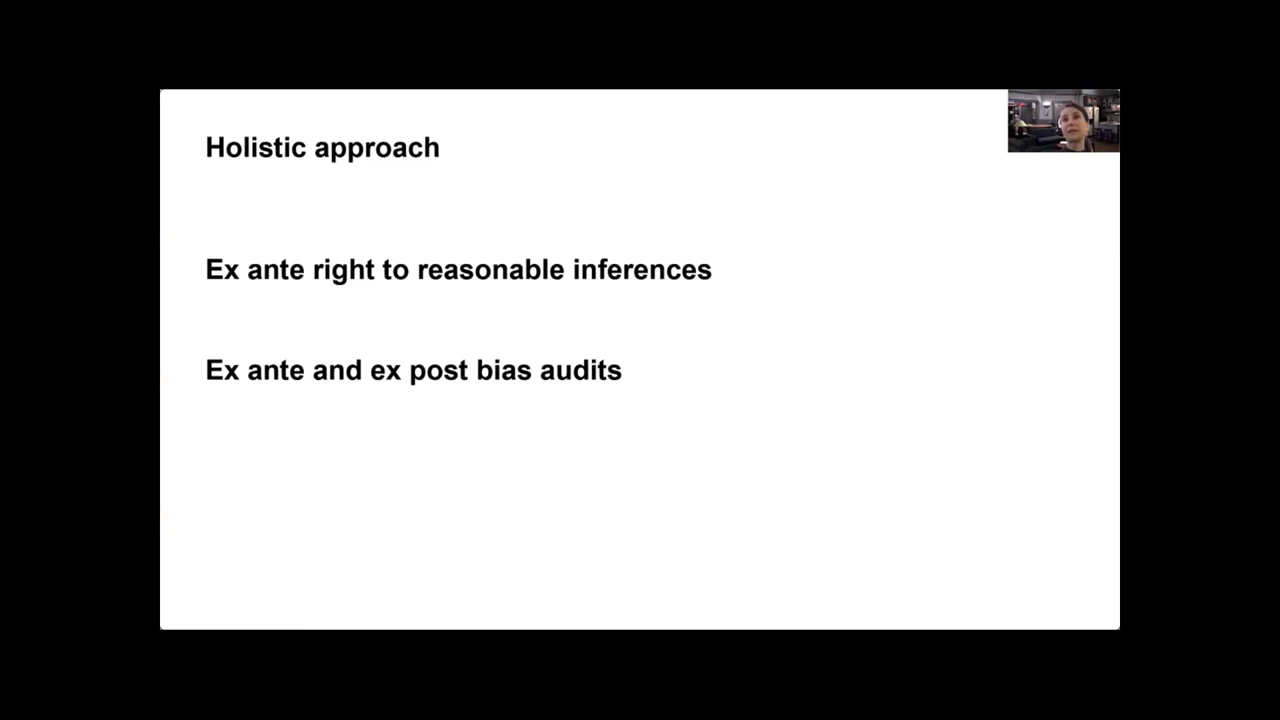 Holistic approach
Ex ante right to reasonable inferences
Ex ante and ex post bias audits